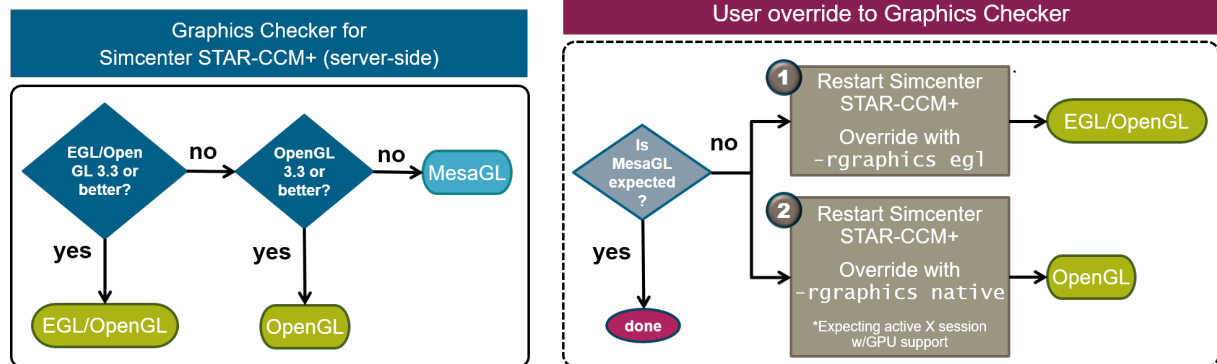 Graphics Checker for
Simcenter STAR-CCM+ (server-side)
EGL/Open
GL 3.3 or
better?
no
OpenGL
3.3 or
better?
no
MesaGL
yes
yes
EGL/OpenGL
OpenGL
User override to Graphics Checker
Is
MesaGL
expected
?
no
yes
done
1
Restart Simcenter
STAR-CCM+
Override with
-rgraphics egl
EGL/OpenGL
2
Restart Simcenter
STAR-CCM+
Override with
-rgraphics native
*Expecting active X session
w/GPU support
OpenGL